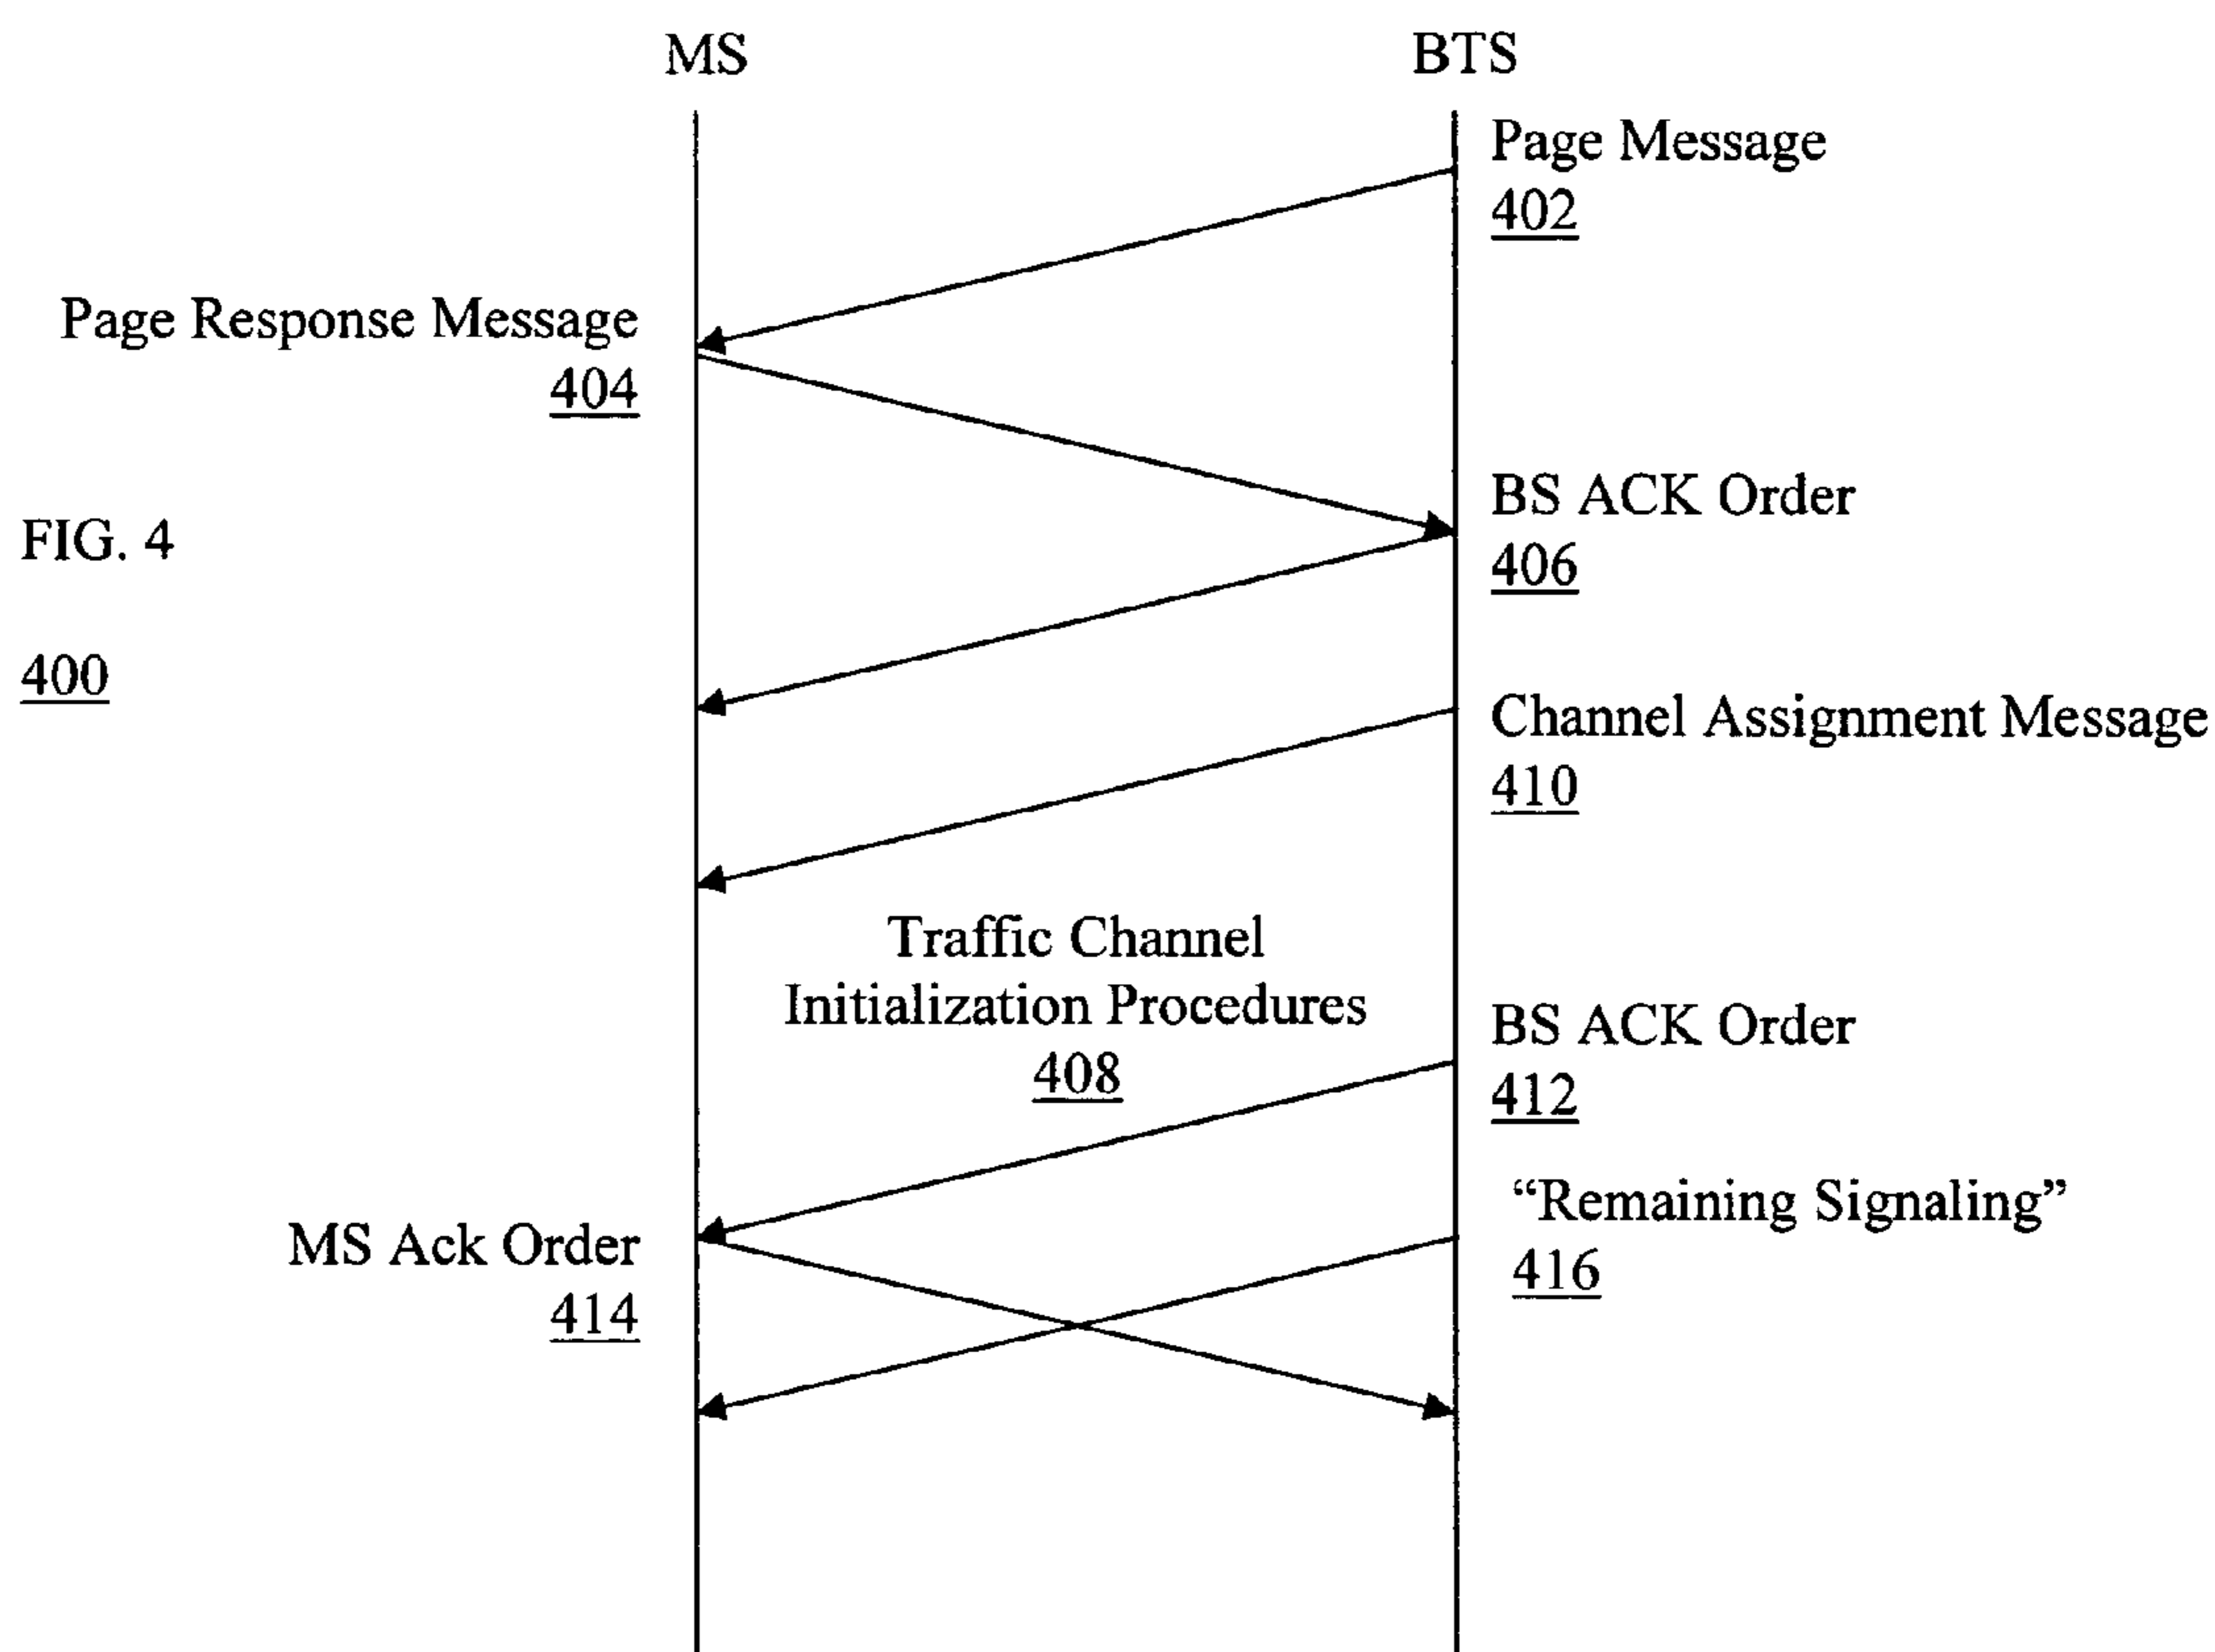 MS
BTS
Page Message
402
Page Response Message
404
BS ACK Order
406
FIG. 4
400
Channel Assignment Message
410
Traffic Channel
Initialization Procedures
408
BS ACK Order
412
“Remaining Signaling”
416
MS Ack Order
414